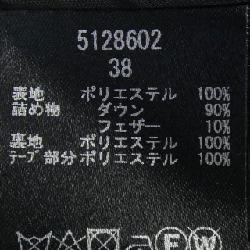 5128602
38
表地 ポリエステル 100%
詰め物 ダウン 90%
フェザー 10%
裏地 ポリエステル 100%
テープ部分 ポリエステル 100%